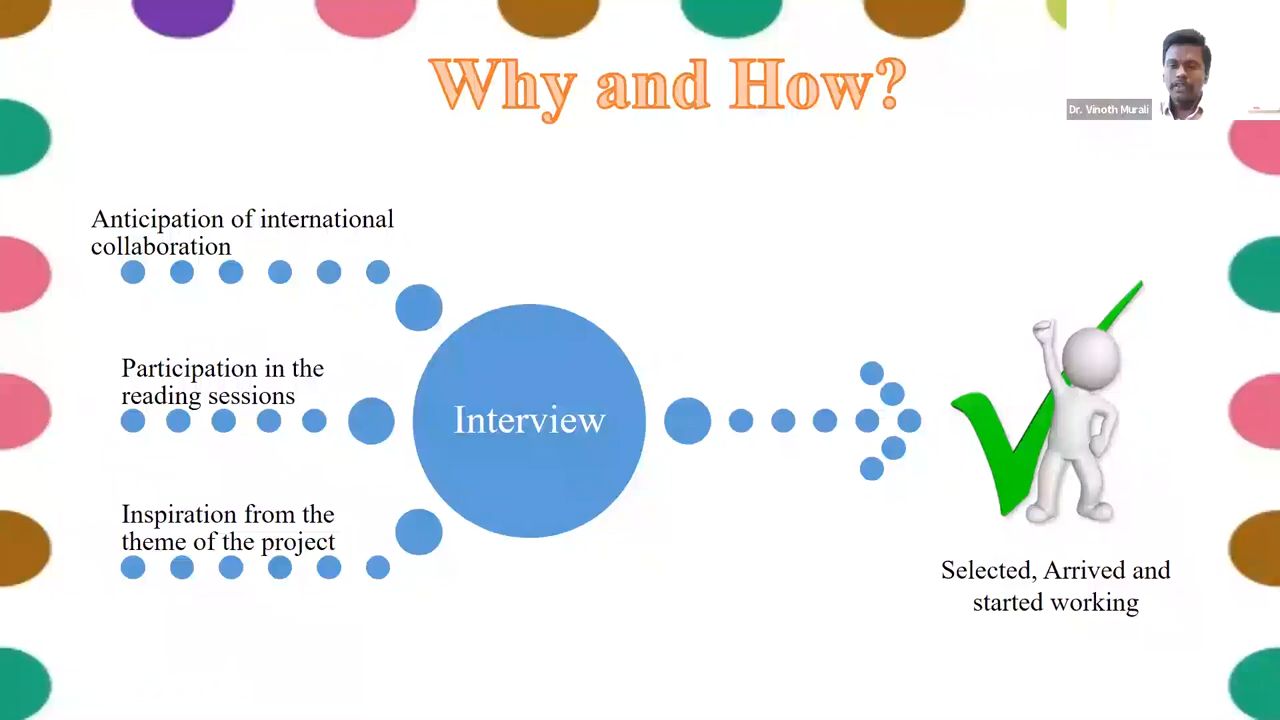 Why and How?
Dr. Vinoth Murali
Anticipation of international
collaboration
Participation in the
reading sessions
Inspiration from the
theme of the project
Interview
Selected, Arrived and
started working